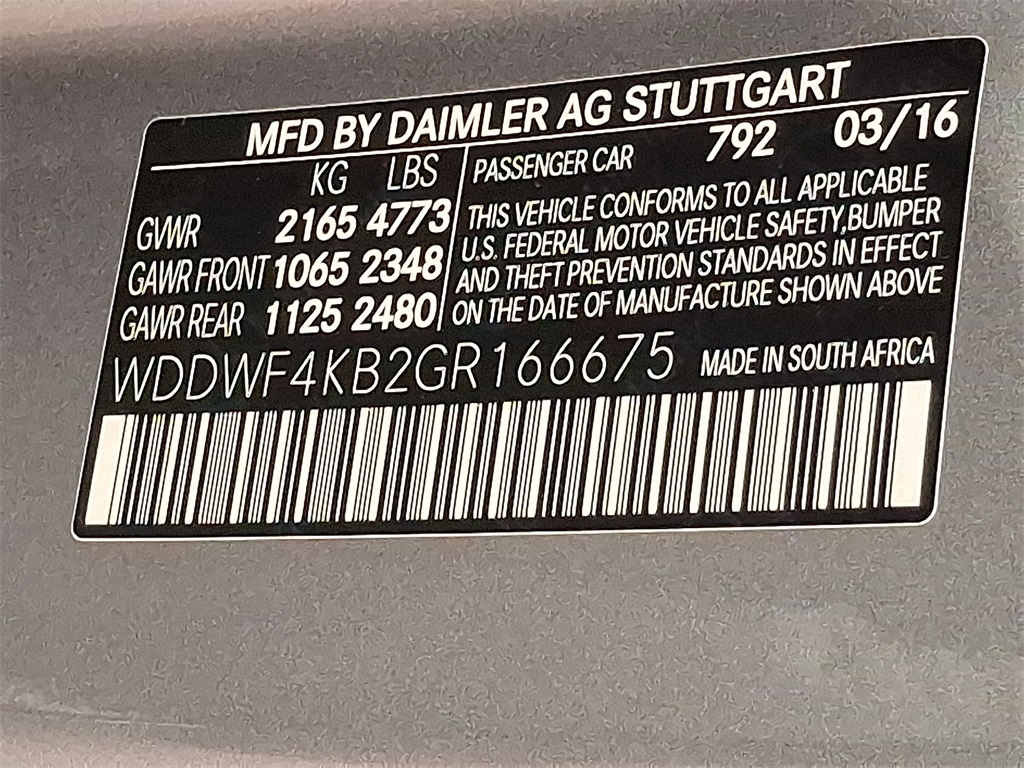 MFD BY DAIMLER AG STUTTGART
KG LBS
GVWR 2165 4773
GAWR FRONT 1065 2348
GAWR REAR 1125 2480
PASSENGER CAR 792 03/16
THIS VEHICLE CONFORMS TO ALL APPLICABLE
U.S. FEDERAL MOTOR VEHICLE SAFETY, BUMPER
AND THEFT PREVENTION STANDARDS IN EFFECT
ON THE DATE OF MANUFACTURE SHOWN ABOVE
WDDWF4KB2GR166675 MADE IN SOUTH AFRICA